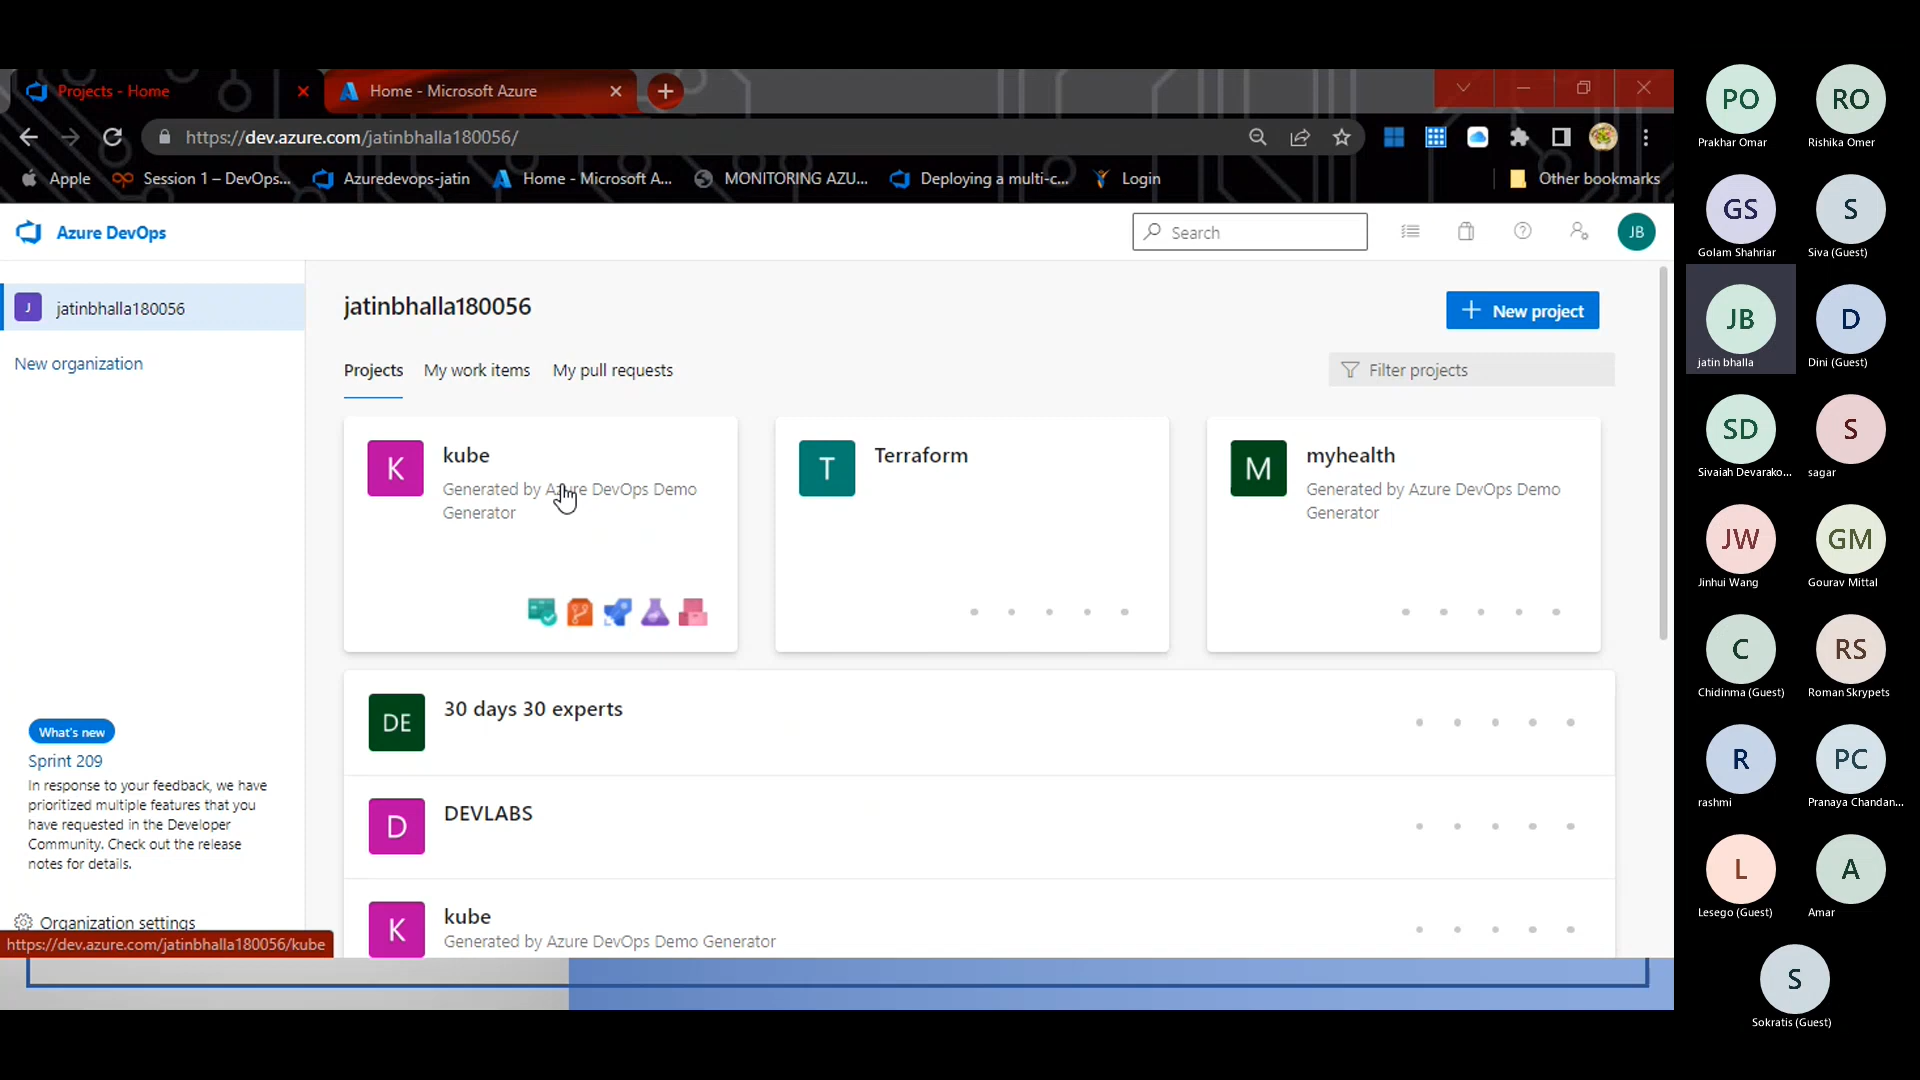 Projects - Home
Home - Microsoft Azure
https://dev.azure.com/jatinbhalla180056/
Apple
Session 1 – DevOps...
Azuredevops-jatin
Home - Microsoft A...
MONITORING AZU...
Deploying a multi-c...
Login
Other bookmarks
Azure DevOps
Search
JB
J
jatinbhalla180056
New organization
What's new
Sprint 209
In response to your feedback, we have
prioritized multiple features that you
have requested in the Developer
Community. Check out the release
notes for details.
Organization settings
https://dev.azure.com/jatinbhalla180056/kube
jatinbhalla180056
New project
Projects
My work items
My pull requests
Filter projects
K
kube
Generated by Azure DevOps Demo
Generator
T
Terraform
M
myhealth
Generated by Azure DevOps Demo
Generator
DE
30 days 30 experts
D
DEVLABS
K
kube
Generated by Azure DevOps Demo Generator
PO
Prakhar Omar
RO
Rishika Omer
GS
Golam Shahriar
S
Siva (Guest)
JB
jatin bhalla
D
Dini (Guest)
SD
Sivaiah Devarako...
S
sagar
JW
Jinhui Wang
GM
Gourav Mittal
C
Chidinma (Guest)
RS
Roman Skrypets
R
rashmi
PC
Pranaya Chandan...
L
Lesego (Guest)
A
Amar
S
Sokratis (Guest)